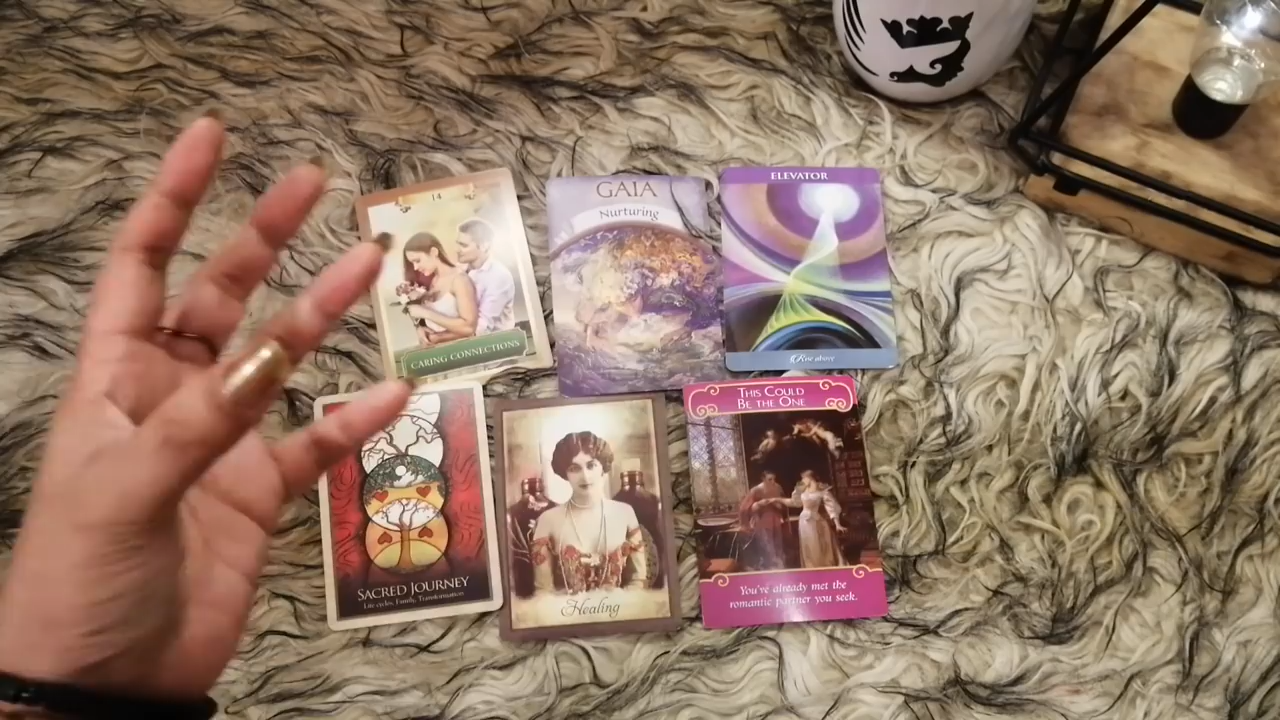 14
CARING CONNECTIONS
GAIA
Nurturing
ELEVATOR
Rise above
SACRED JOURNEY
Life cycles, Family, Transformation
Healing
THIS COULD
BE THE ONE
You've already met the
romantic partner you seek.